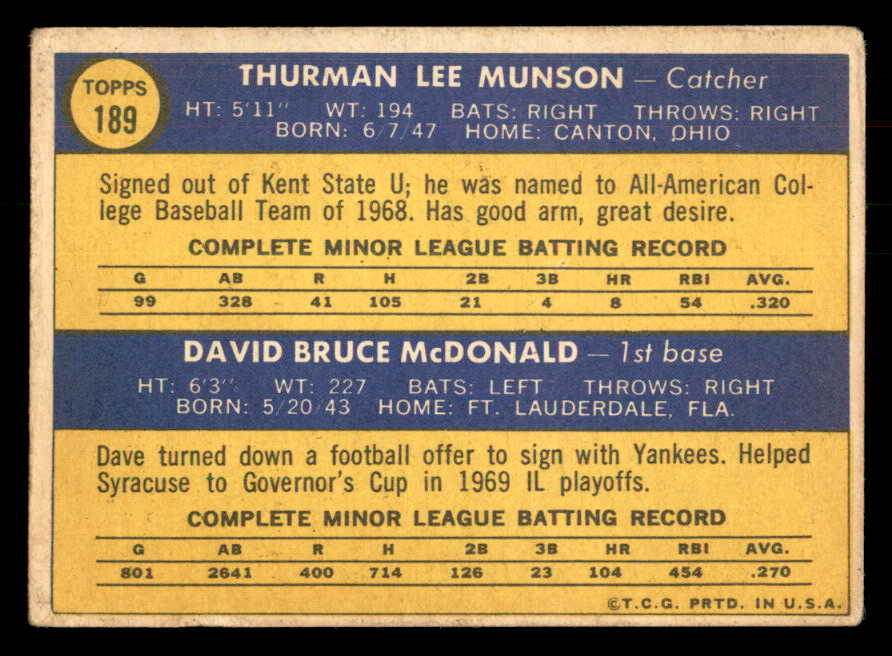 TOPPS
189
THURMAN LEE MUNSON — Catcher
HT: 5'11" WT: 194 BATS: RIGHT THROWS: RIGHT
BORN: 6/7/47 HOME: CANTON, OHIO
Signed out of Kent State U; he was named to All-American Col-
lege Baseball Team of 1968. Has good arm, great desire.
COMPLETE MINOR LEAGUE BATTING RECORD
G AB R H 2B 3B HR RBI AVG.
99 328 41 105 21 4 8 54 .320
DAVID BRUCE McDONALD — 1st base
HT: 6'3" WT: 227 BATS: LEFT THROWS: RIGHT
BORN: 5/20/43 HOME: FT. LAUDERDALE, FLA.
Dave turned down a football offer to sign with Yankees. Helped
Syracuse to Governor's Cup in 1969 IL playoffs.
COMPLETE MINOR LEAGUE BATTING RECORD
G AB R H 2B 3B HR RBI AVG.
801 2641 400 714 126 23 104 454 .270
©T.C.G. PRTD. IN U.S.A.